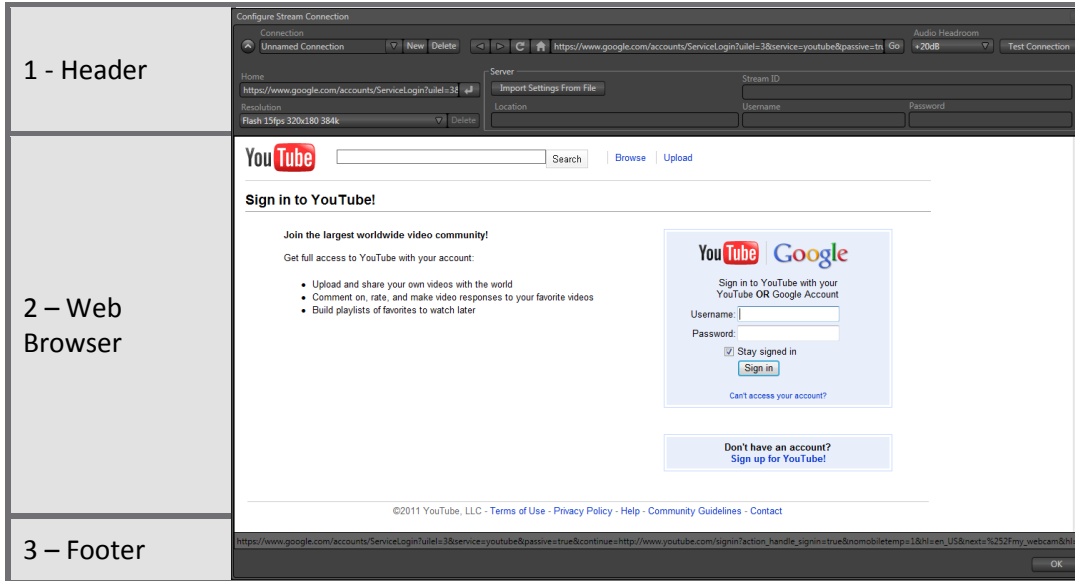 Configure Stream Connection
Connection
Audio Headroom
Unnamed Connection New Delete https://www.google.com/accounts/ServiceLogin?uilel=3&service=youtube&passive=tr Go +20dB Test Connection
1 - Header
Home
Server
Stream ID
https://www.google.com/accounts/ServiceLogin?uilel=3&
Import Settings From File
Resolution
Location
Username
Password
Flash 15fps 320x180 384k Delete
2 – Web
Browser
You Tube Search Browse Upload
Sign in to YouTube!
Join the largest worldwide video community!
Get full access to YouTube with your account:
• Upload and share your own videos with the world
• Comment on, rate, and make video responses to your favorite videos
• Build playlists of favorites to watch later
You Tube Google
Sign in to YouTube with your
YouTube OR Google Account
Username:
Password:
Stay signed in
Sign in
Can't access your account?
Don't have an account?
Sign up for YouTube!
©2011 YouTube, LLC - Terms of Use - Privacy Policy - Help - Community Guidelines - Contact
3 – Footer
https://www.google.com/accounts/ServiceLogin?uilel=3&service=youtube&passive=true&continue=http://www.youtube.com/signin?action_handle_signin=true&nomobiletemp=1&hl=en_US&next=%252Fmy_webcam&hl=
OK